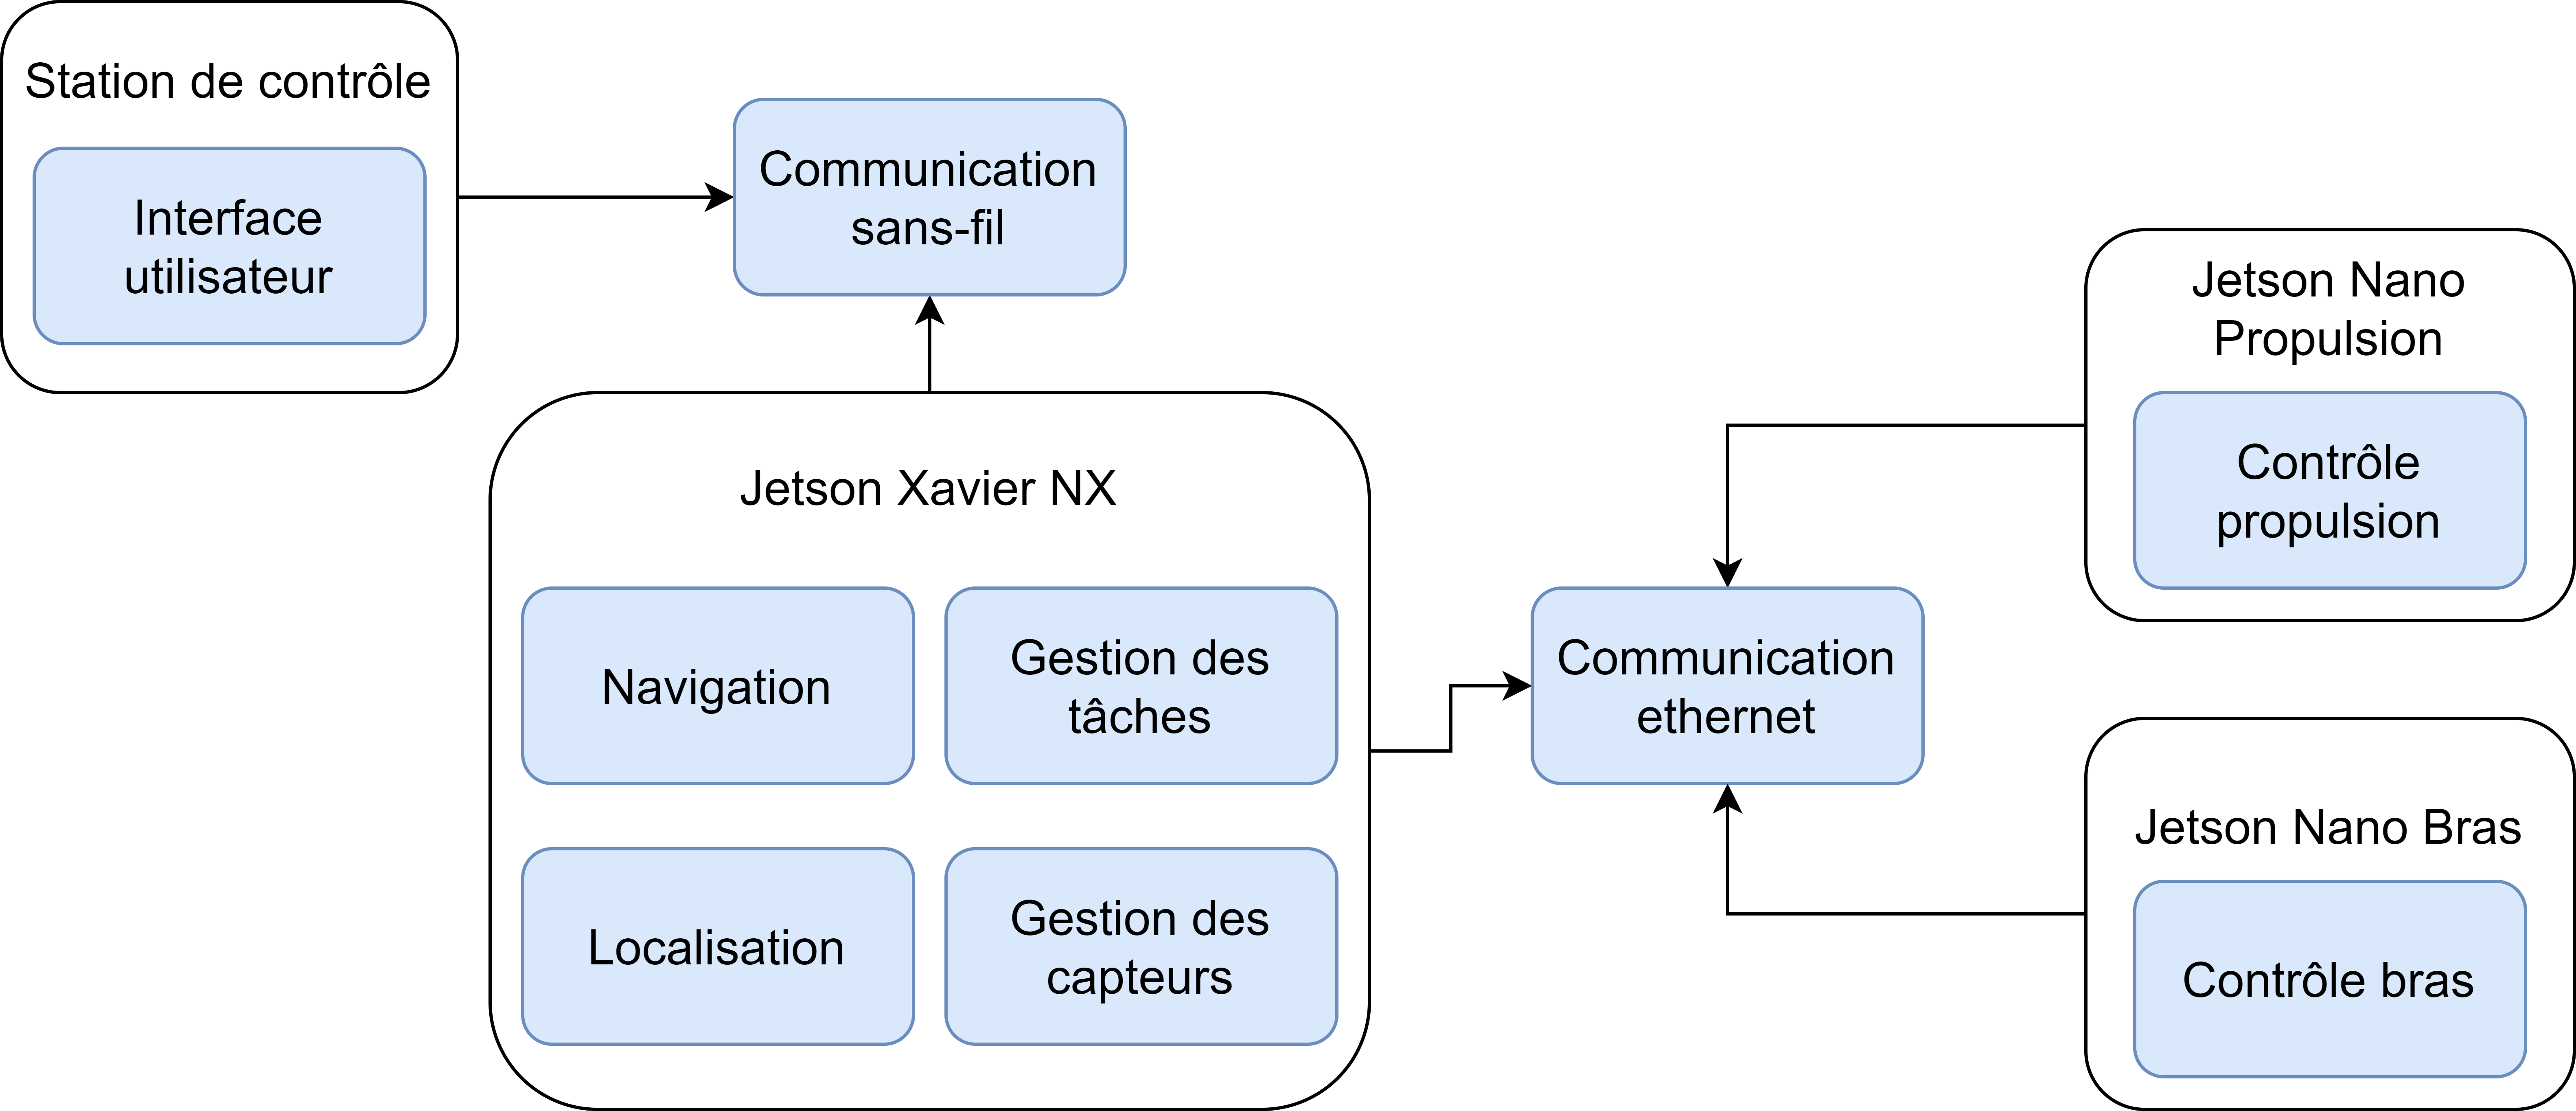 Station de contrôle
Interface
utilisateur
Communication
sans-fil
Jetson Xavier NX
Navigation
Gestion des
tâches
Localisation
Gestion des
capteurs
Communication
ethernet
Jetson Nano
Propulsion
Contrôle
propulsion
Jetson Nano Bras
Contrôle bras